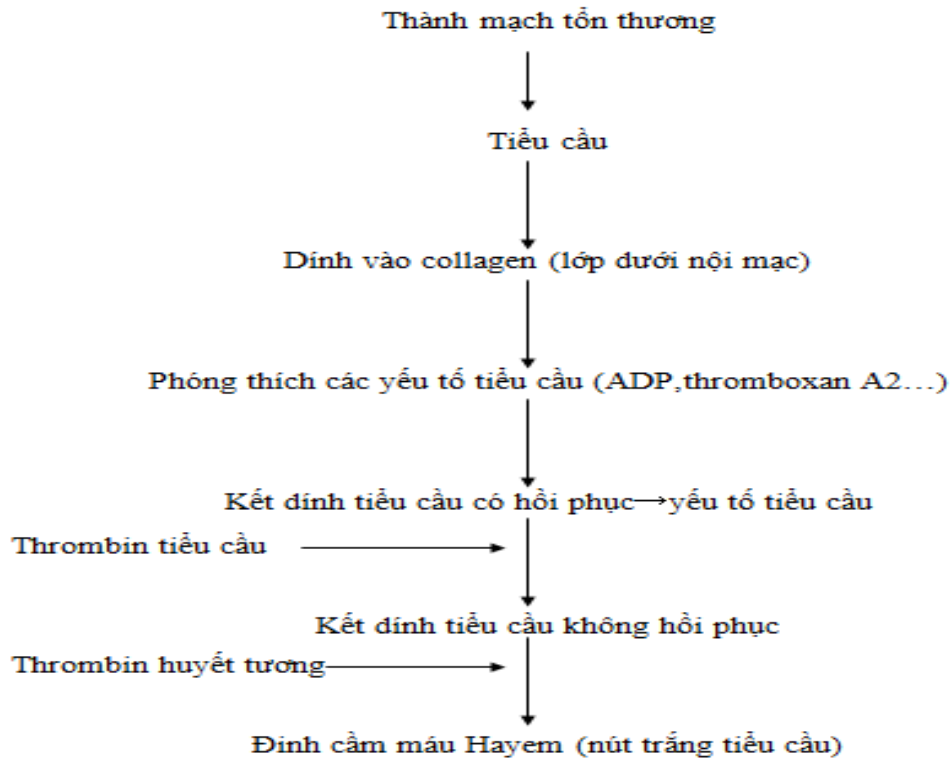 Thành mạch tổn thương
Tiểu cầu
Dính vào collagen (lớp dưới nội mạc)
Phóng thích các yếu tố tiểu cầu (ADP,thromboxan A2…)
Kết dính tiểu cầu có hồi phục→yếu tố tiểu cầu
Thrombin tiểu cầu
Kết dính tiểu cầu không hồi phục
Thrombin huyết tương
Đinh cầm máu Hayem (nút trắng tiểu cầu)